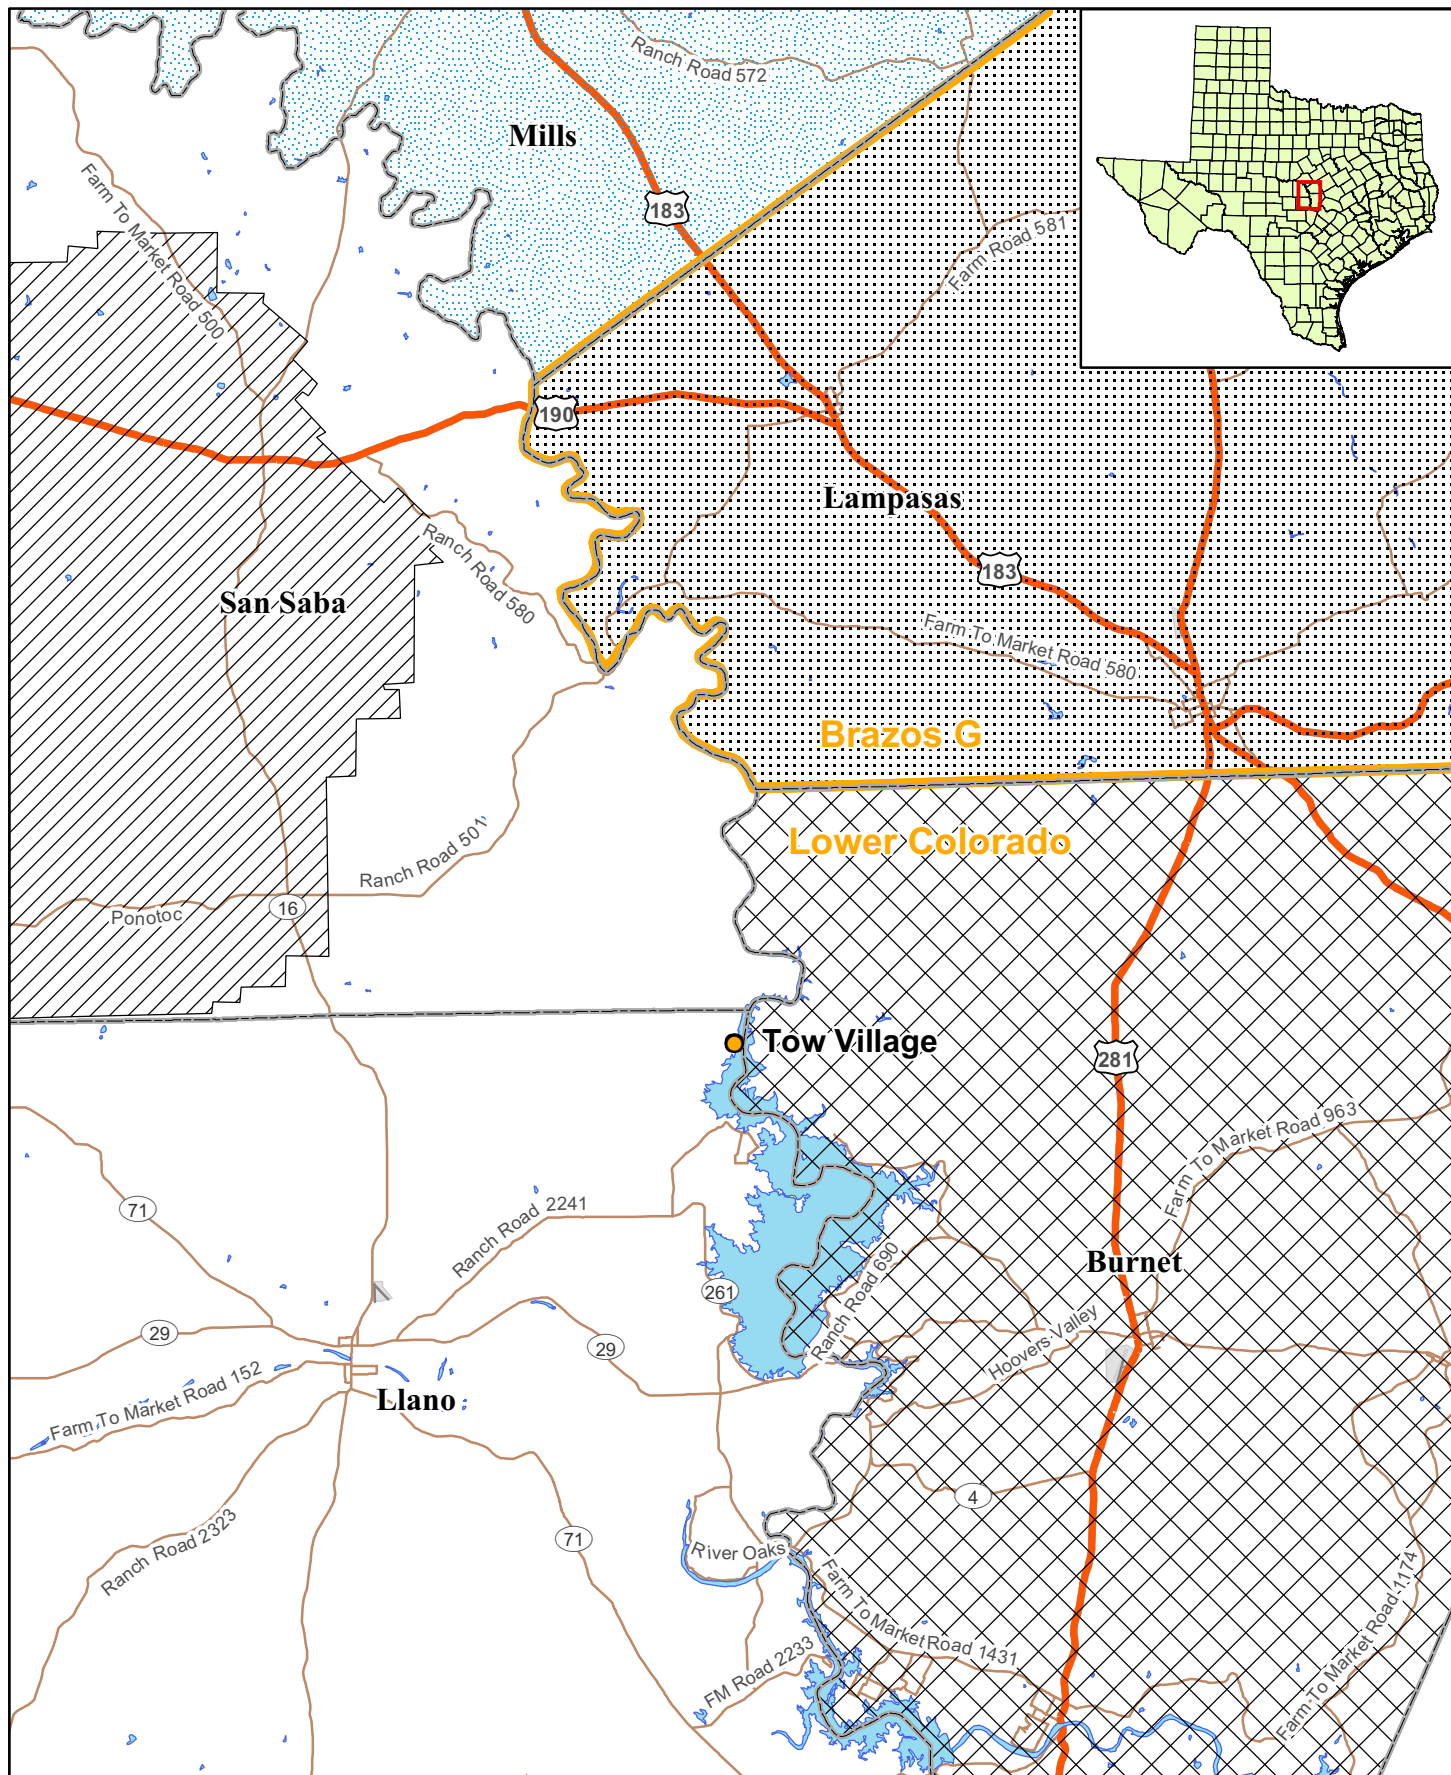 Ranch Road 572
Mills
183
Farm To Market Road 500
Farm Road 581
190
Lampasas
Ranch Road 580
183
San Saba
Farm To Market Road 580
Brazos G
Lower Colorado
Ranch Road 501
16
Ponotoc
Tow Village
281
Farm To Market Road 963
71
Ranch Road 2241
Burnet
261
Ranch Road 690
29
29
Hoovers Valley
Farm To Market Road 152
Llano
4
Ranch Road 2323
71
River Oaks
Farm To Market Road 1431
Farm To Market Road 1174
FM Road 2233